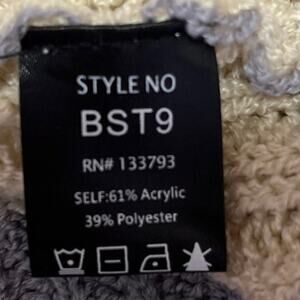 STYLE NO
BST9
RN# 133793
SELF:61% Acrylic
39% Polyester